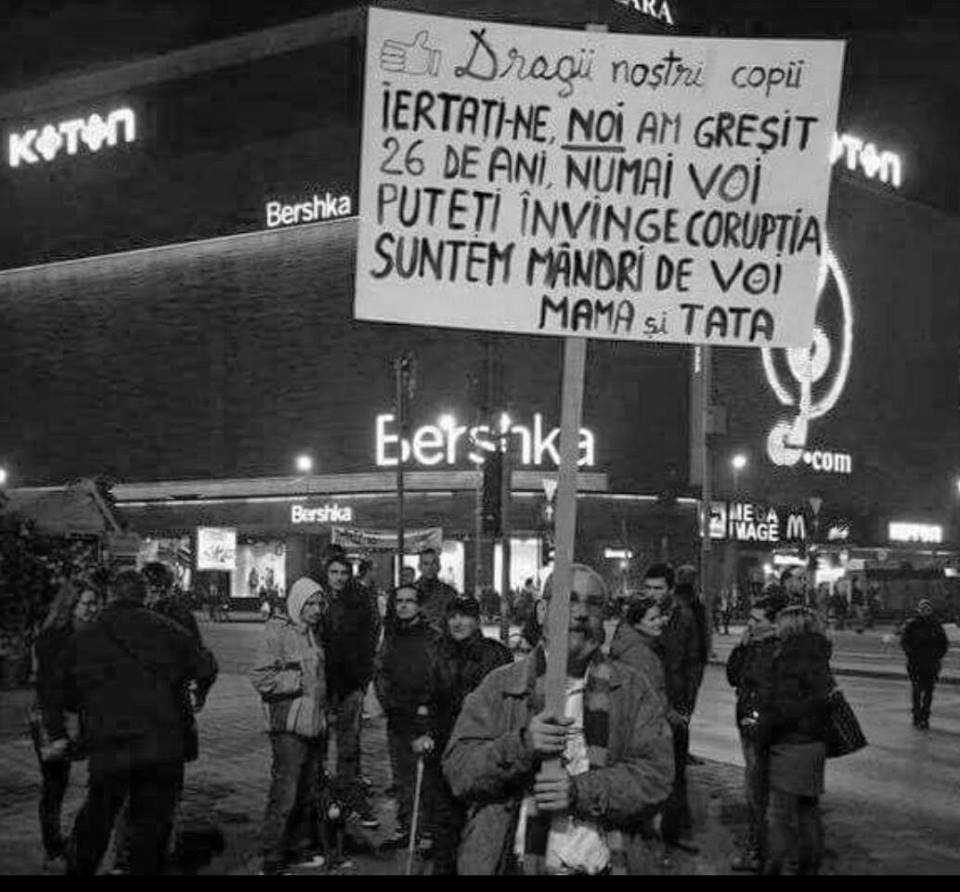 Dragii noștri copii
IERTATI-NE, NOI AM GREȘIT
26 DE ANI, NUMAI VOI
PUTEȚI ÎNVINGE CORUPȚIA
SUNTEM MÂNDRI DE VOI
MAMA și TATA
KOTON
Bershka
Bershka
.com
Bershka
MEGA
IMAGE
M